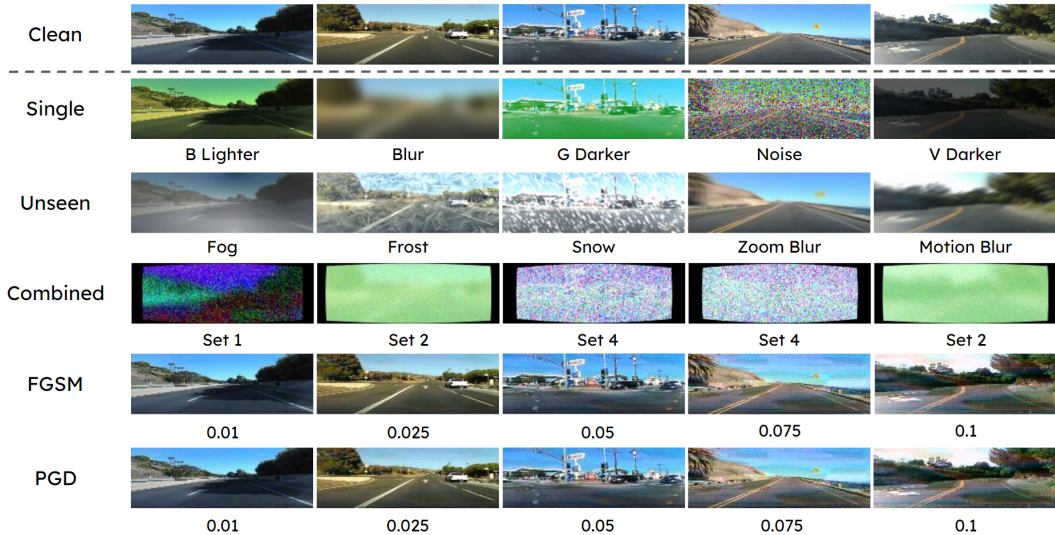 Clean
Single
B Lighter Blur G Darker Noise V Darker
Unseen
Fog Frost Snow Zoom Blur Motion Blur
Combined
Set 1 Set 2 Set 4 Set 4 Set 2
FGSM
0.01 0.025 0.05 0.075 0.1
PGD
0.01 0.025 0.05 0.075 0.1